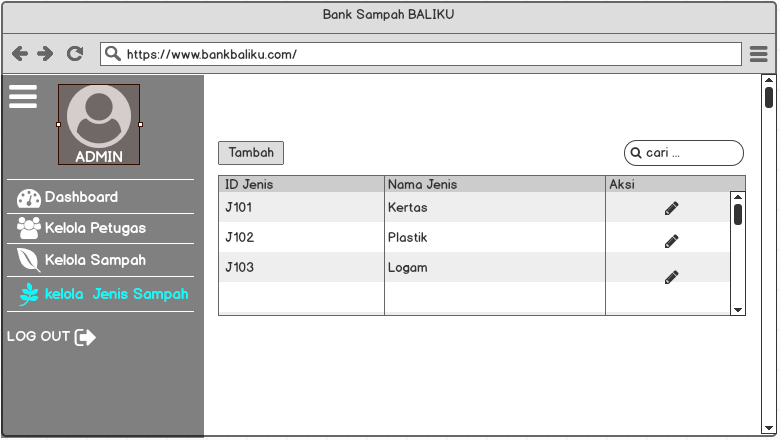 Bank Sampah BALIKU
https://www.bankbaliku.com/
ADMIN
Dashboard
Kelola Petugas
Kelola Sampah
kelola Jenis Sampah
LOG OUT
Tambah
cari ...
ID Jenis Nama Jenis Aksi
J101 Kertas
J102 Plastik
J103 Logam